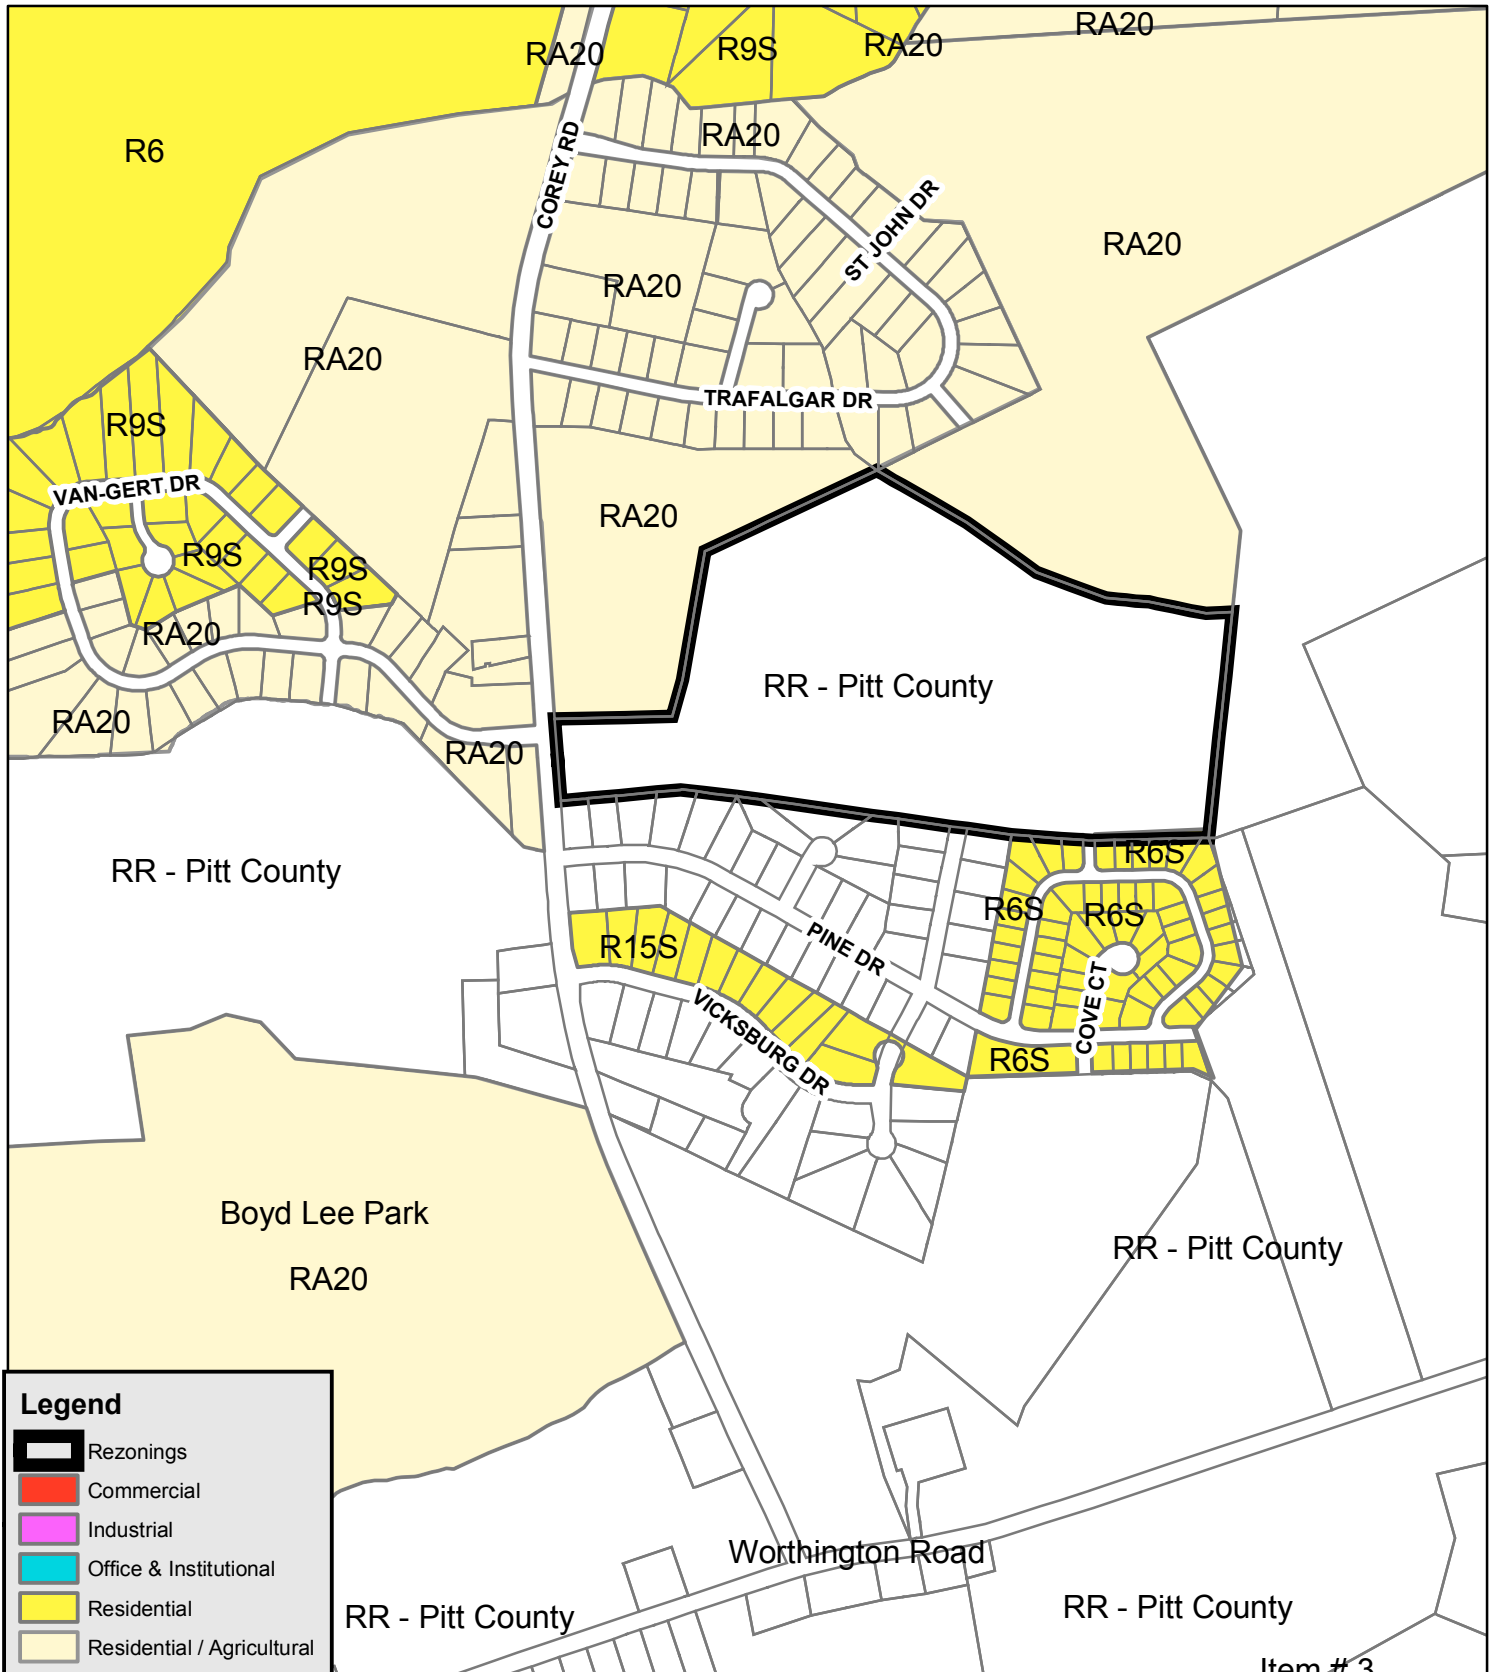 RA20
RA20
R9S
RA20
R6
COREY RD
RA20
ST JOHN DR
RA20
RA20
RA20
TRAFALGAR DR
R9S
VAN-GERT DR
RA20
R9S
R9S
R9S
RA20
RR - Pitt County
RA20
RA20
RR - Pitt County
R6S
R6S
R6S
R15S
PINE DR
COVE CT
VICKSBURG DR
R6S
Boyd Lee Park
RA20
RR - Pitt County
Legend
Rezonings
Commercial
Industrial
Office & Institutional
Residential
Residential / Agricultural
Worthington Road
RR - Pitt County
RR - Pitt County
Item # 3